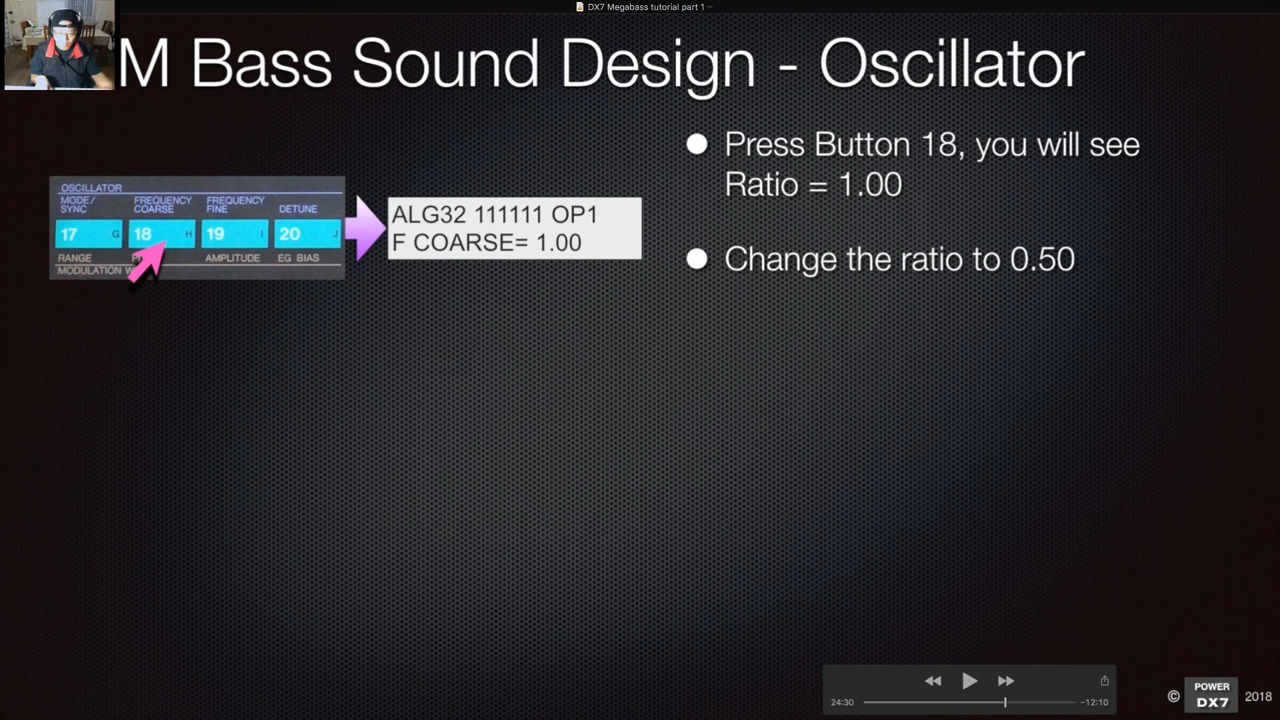 DX7 Megabass tutorial part 1
M Bass Sound Design - Oscillator
Press Button 18, you will see
Ratio = 1.00
Change the ratio to 0.50
OSCILLATOR
MODE/ FREQUENCY FREQUENCY
SYNC COARSE FINE DETUNE
17 G 18 H 19 I 20 J
RANGE AMPLITUDE EG BIAS
MODULATION
ALG32 111111 OP1
F COARSE= 1.00
24:30 -12:10
© POWER DX7 2018